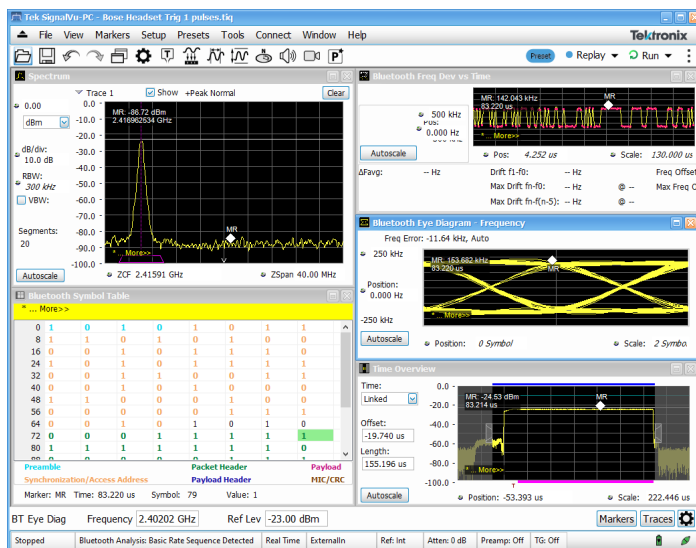 Tek SignalVu-PC - Bose Headset Trig 1 pulses.tiq
File View Markers Setup Presets Tools Connect Window Help
Tektronix
Preset Replay Run
Spectrum
Trace 1 Show +Peak Normal Clear
0.00
dBm
dB/div:
10.0 dB
RBW:
300 kHz
VBW:
Segments:
20
Autoscale
0.0
-10.0
-20.0
-30.0
-40.0
-50.0
-60.0
-70.0
-80.0
-90.0
-100.0
MR: -86.72 dBm
2.416962634 GHz
MR
* ... More>>
ZCF 2.41591 GHz ZSpan 40.00 MHz
Bluetooth Freq Dev vs Time
500 kHz
Pos:
0.000 Hz
Autoscale
MR: 142.043 kHz
83.220 us
MR
* ... More>>
Pos: 4.252 us Scale: 130.000 us
ΔFavg: -- Hz Drift f1-f0: -- Hz Freq Offset
Max Drift fn-f0: -- Hz @ -- Max Freq O
Max Drift fn-f(n-5): -- Hz @ --
Bluetooth Eye Diagram - Frequency
Freq Error: -11.64 kHz, Auto
250 kHz
Position:
0.000 Hz
-250 kHz
Autoscale
MR: 163.682 kHz
83.220 us
MR
* ... More>>
Position: 0 Symbol Scale: 2 Symbo
Bluetooth Symbol Table
* ... More>>
0 1 0 1 0 1 0 1 1
8 1 1 0 1 0 1 0 0
16 0 0 1 0 1 1 1 1
24 1 0 1 0 1 1 0 1
32 0 0 1 1 0 0 1 1
40 0 0 1 0 1 0 0 0
48 1 0 0 0 0 0 0 1
56 0 0 0 0 0 1 1 1
64 0 0 1 0 1 0 1 0
72 0 0 0 1 1 1 1 1
80 1 1 1 1 1 1 1 0
Preamble Packet Header Payload
Synchronization/Access Address Payload Header MIC/CRC
Marker: MR Time: 83.220 us Symbol: 79 Value: 1
Time Overview
Time:
Linked
Offset:
-19.740 us
Length:
155.196 us
Autoscale
0.0
-20.0
-40.0
-60.0
-80.0
-100.0
MR: -24.53 dBm
83.214 us
MR
* ... More>>
T
Position: -53.393 us Scale: 222.446 us
BT Eye Diag Frequency 2.40202 GHz Ref Lev -23.00 dBm Markers Traces
Stopped Bluetooth Analysis: Basic Rate Sequence Detected Real Time ExternalIn Ref: Int Atten: 0 dB Preamp: Off TG: Off